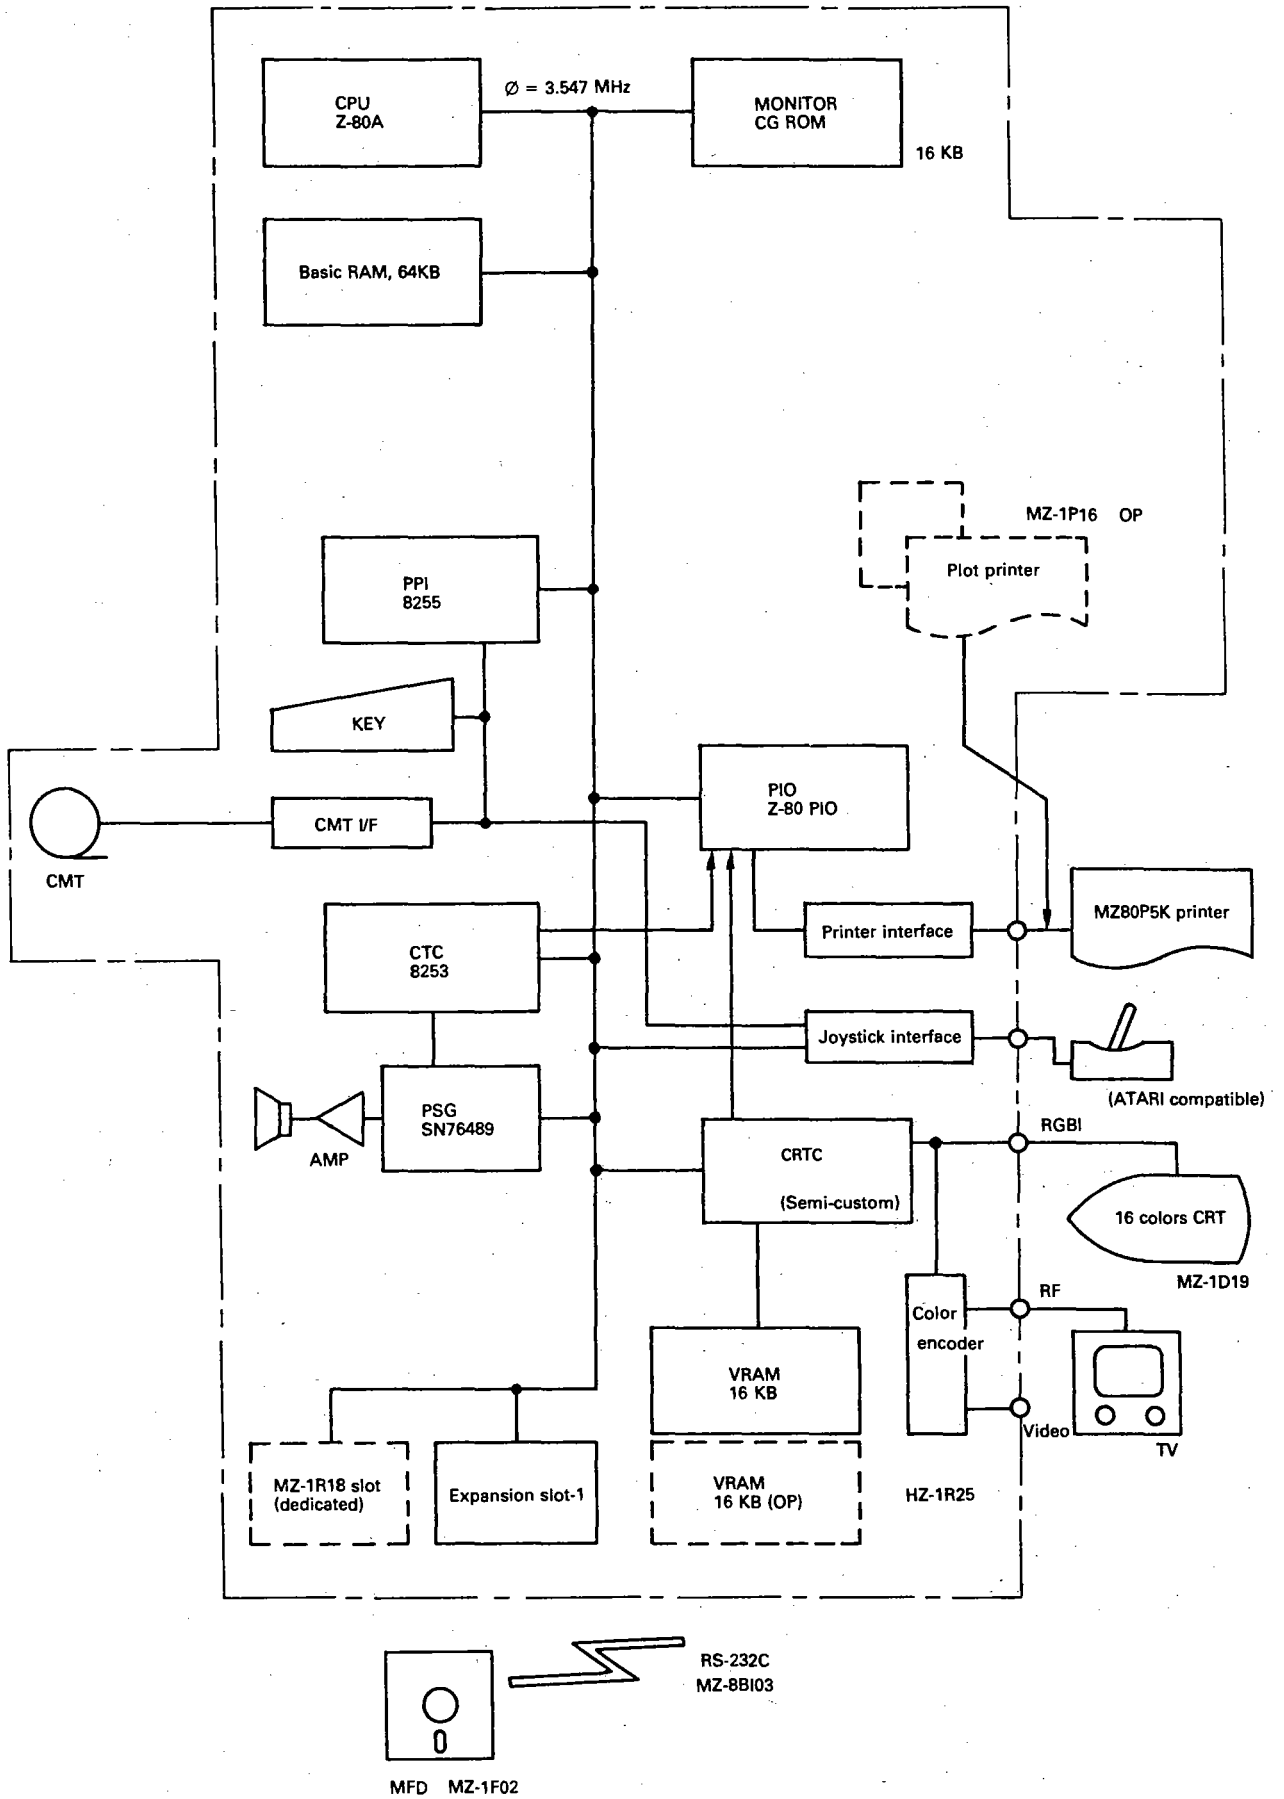 CPU
Z-80A
Ø = 3.547 MHz
MONITOR
CG ROM
16 KB
Basic RAM, 64KB
MZ-1P16 OP
Plot printer
PPI
8255
KEY
PIO
Z-80 PIO
CMT I/F
CMT
MZ80P5K printer
Printer interface
CTC
8253
Joystick interface
(ATARI compatible)
PSG
SN76489
AMP
RGBI
CRTC
(Semi-custom)
16 colors CRT
MZ-1D19
RF
Color
encoder
VRAM
16 KB
Video
TV
MZ-1R18 slot
(dedicated)
Expansion slot-1
VRAM
16 KB (OP)
HZ-1R25
RS-232C
MZ-8BI03
MFD MZ-1F02